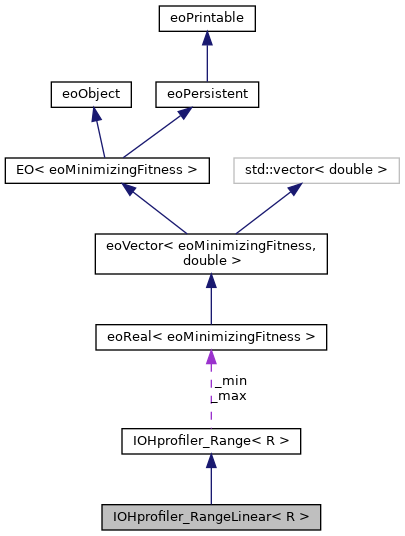 eoPrintable
eoObject
eoPersistent
EO< eoMinimizingFitness >
std::vector< double >
eoVector< eoMinimizingFitness,
double >
eoReal< eoMinimizingFitness >
_min
_max
IOHprofiler_Range< R >
IOHprofiler_RangeLinear< R >